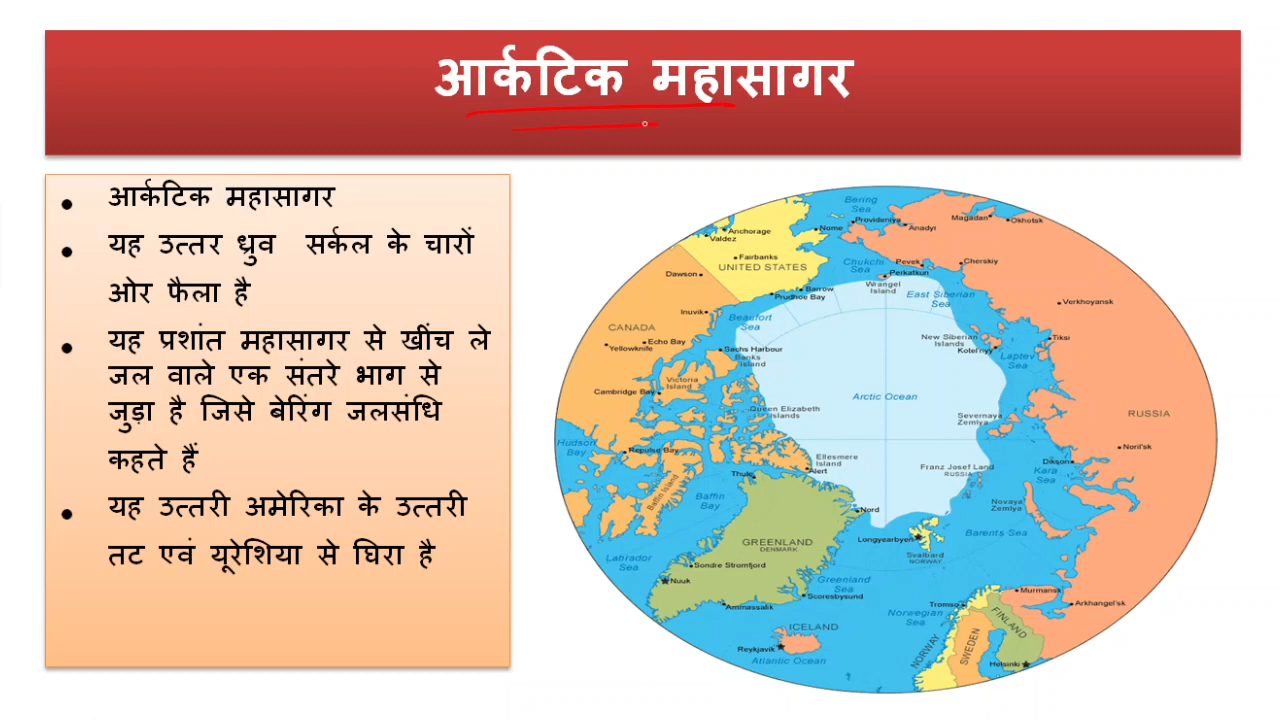 आर्कटिक महासागर
आर्कटिक महासागर
यह उत्तर ध्रुव सर्कल के चारों
ओर फैला है
यह प्रशांत महासागर से खींच ले
जल वाले एक संतरे भाग से
जुड़ा है जिसे बेरिंग जलसंधि
कहते हैं
यह उत्तरी अमेरिका के उत्तरी
तट एवं यूरेशिया से घिरा है
Bering
Sea
Provideniya
Magadan
Okhotsk
Anchorage
Valdez
Nome
Anadyr
Fairbanks
UNITED STATES
Chukchi
Sea
Pevek
Perkatkun
Cherskiy
Dawson
Wrangel
Island
Barrow
Prudhoe Bay
East Siberian
Sea
Verkhoyansk
Inuvik
Beaufort
Sea
CANADA
Echo Bay
Yellowknife
Sachs Harbour
Banks
Island
New Siberian
Islands
Kotel'nyy
Tiksi
Laptev
Sea
Victoria
Island
Cambridge Bay
Arctic Ocean
Queen Elizabeth
Islands
Severnaya
Zemlya
RUSSIA
Hudson
Bay
Repulse Bay
Noril'sk
Ellesmere
Island
Alert
Dikson
Kara
Sea
Franz Josef Land
RUSSIA
Thule
Baffin Island
Baffin
Bay
Nord
Novaya
Zemlya
Barents Sea
Longyearbyen
GREENLAND
DENMARK
Svalbard
NORWAY
Labrador
Sea
Sondre Stromfjord
Nuuk
Greenland
Sea
Scoresbysund
Ammassalik
Murmansk
Arkhangel'sk
Tromso
Norwegian
Sea
ICELAND
FINLAND
NORWAY
SWEDEN
Reykjavik
Atlantic Ocean
Helsinki